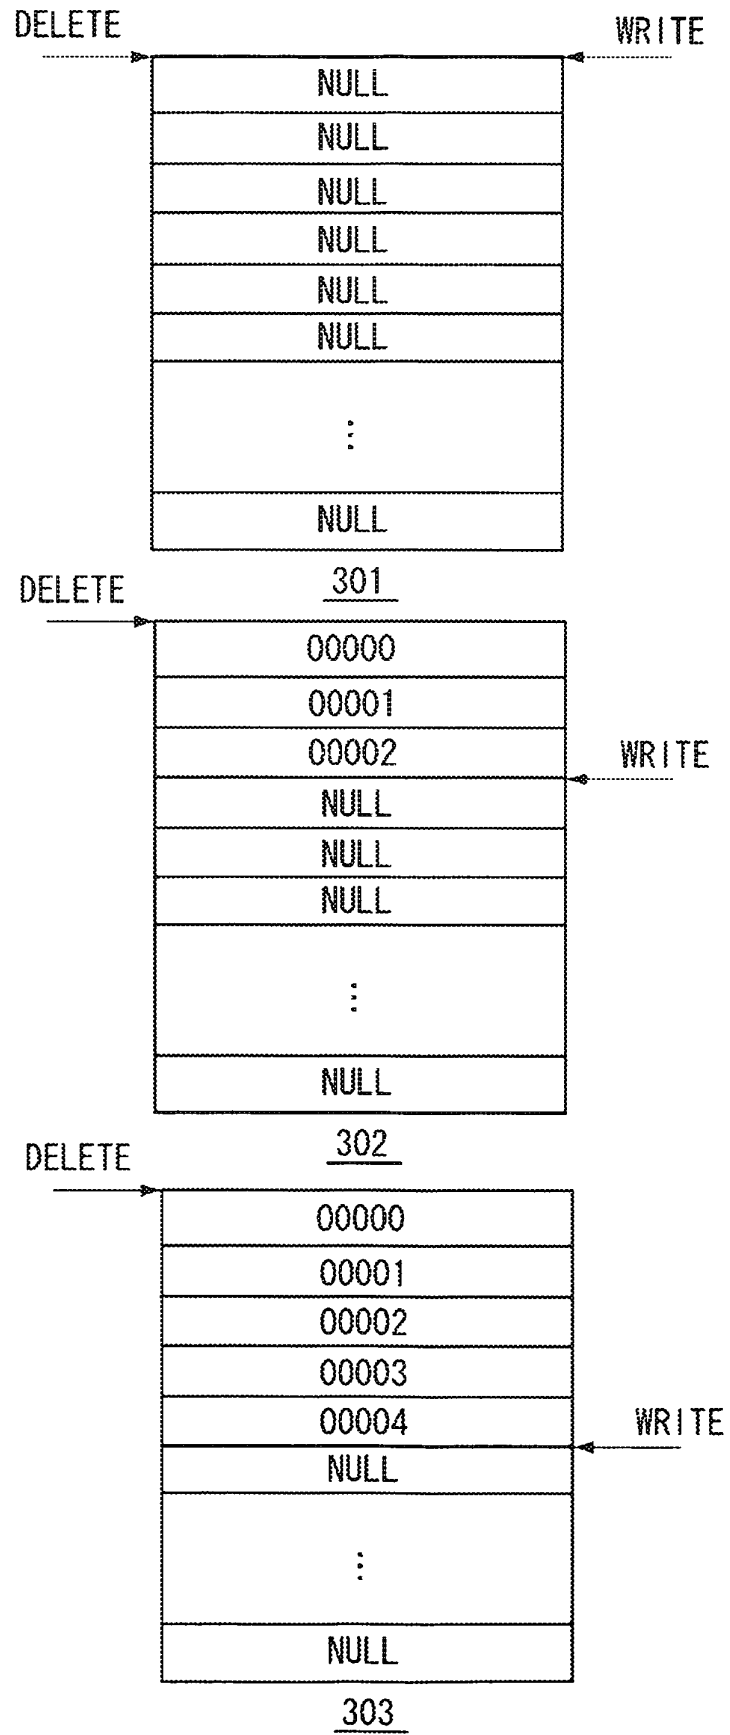 DELETE
WRITE
NULL
NULL
NULL
NULL
NULL
NULL
⋮
NULL
301
DELETE
00000
00001
00002
WRITE
NULL
NULL
NULL
⋮
NULL
302
DELETE
00000
00001
00002
00003
00004
WRITE
NULL
⋮
NULL
303